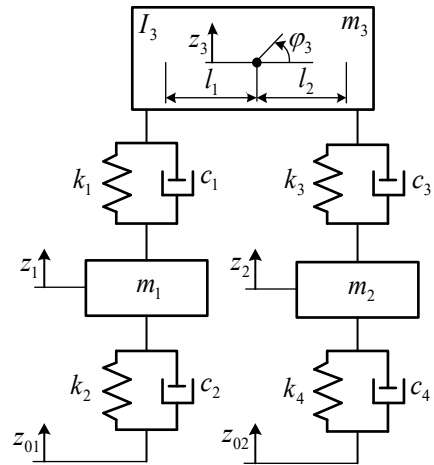 I₃ z₃ φ₃ m₃
l₁ l₂
k₁ c₁ k₃ c₃
z₁ m₁ z₂ m₂
k₂ c₂ k₄ c₄
z₀₁ z₀₂